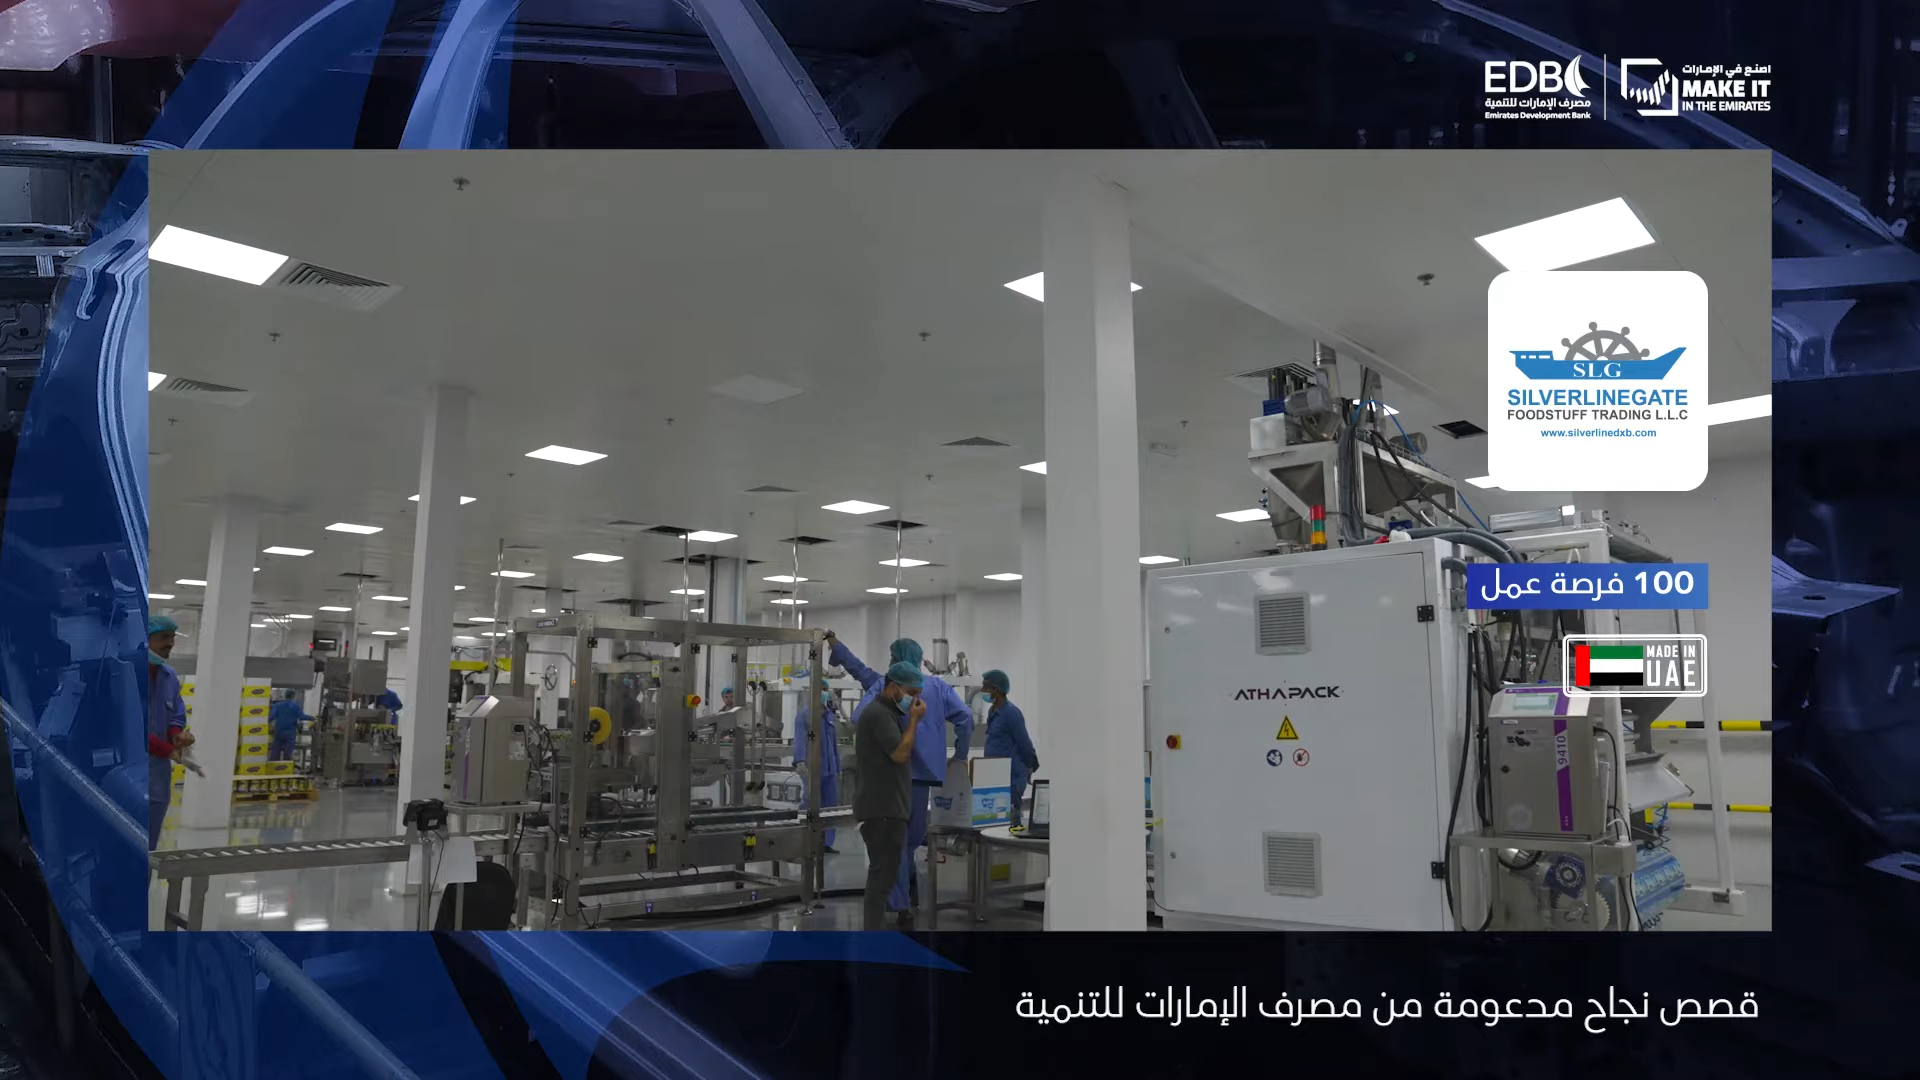 EDB
مصرف الإمارات للتنمية
Emirates Development Bank
اصنع في الإمارات
MAKE IT
IN THE EMIRATES
SLG
SILVERLINEGATE
FOODSTUFF TRADING L.L.C
www.silverlinedxb.com
100 فرصة عمل
MADE IN
UAE
ATHAPACK
9410
قصص نجاح مدعومة من مصرف الإمارات للتنمية